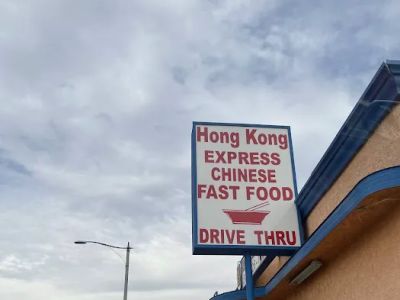 Hong Kong
EXPRESS
CHINESE
FAST FOOD
DRIVE THRU